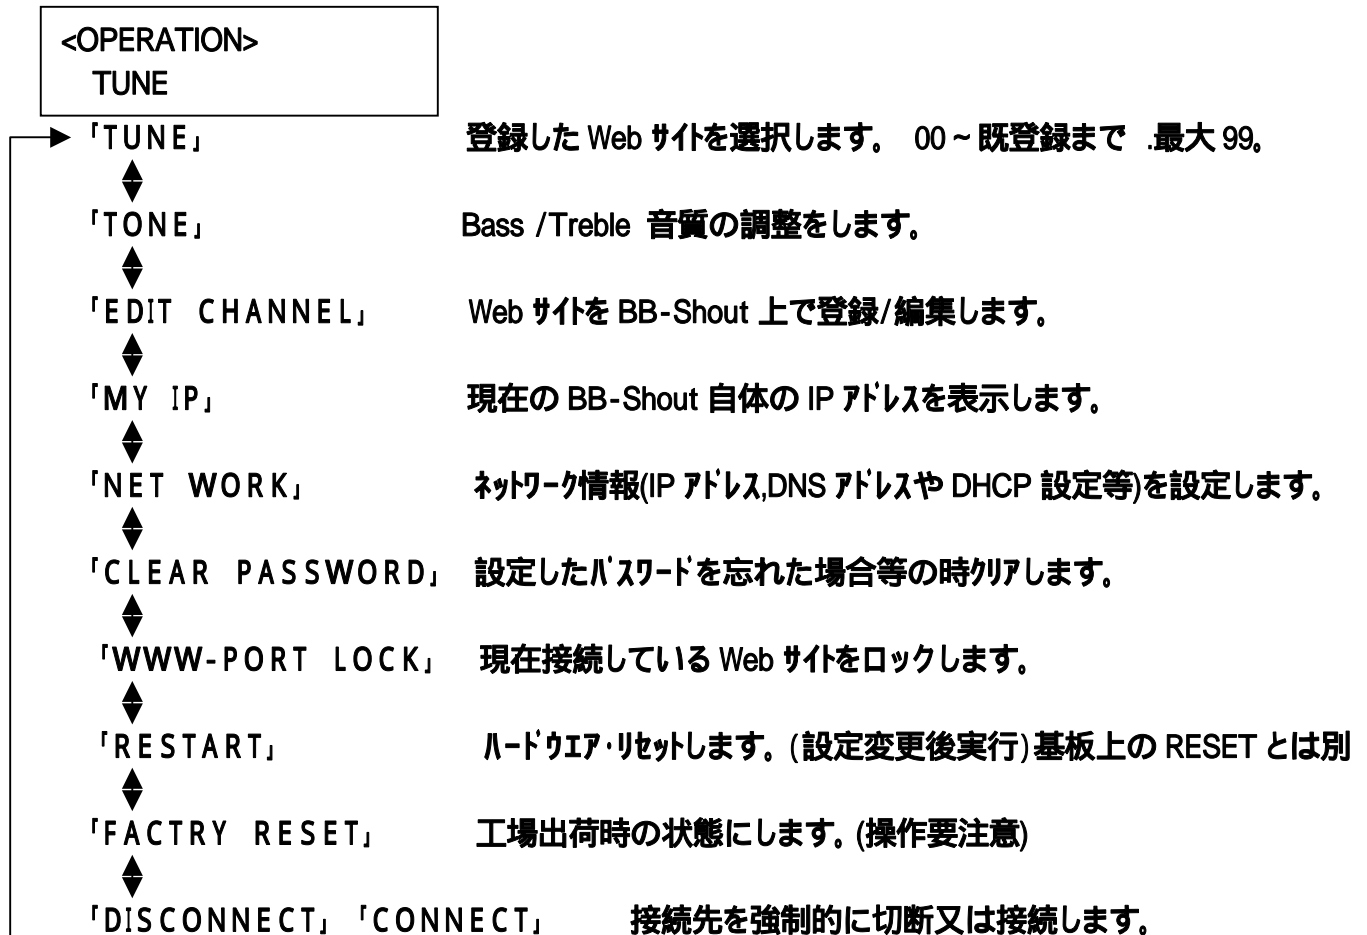 <OPERATION>
TUNE
「TUNE」 登録した Web サイトを選択します。 00~既登録まで .最大 99。
「TONE」 Bass /Treble 音質の調整をします。
「EDIT CHANNEL」 Web サイトを BB-Shout 上で登録/編集します。
「MY IP」 現在の BB-Shout 自体の IP アドレスを表示します。
「NET WORK」 ネットワーク情報(IP アドレス,DNS アドレスや DHCP 設定等)を設定します。
「CLEAR PASSWORD」 設定したパスワードを忘れた場合等の時クリアします。
「WWW-PORT LOCK」 現在接続している Web サイトをロックします。
「RESTART」 ハードウエア・リセットします。(設定変更後実行)基板上の RESET とは別
「FACTRY RESET」 工場出荷時の状態にします。(操作要注意)
「DISCONNECT」「CONNECT」 接続先を強制的に切断又は接続します。